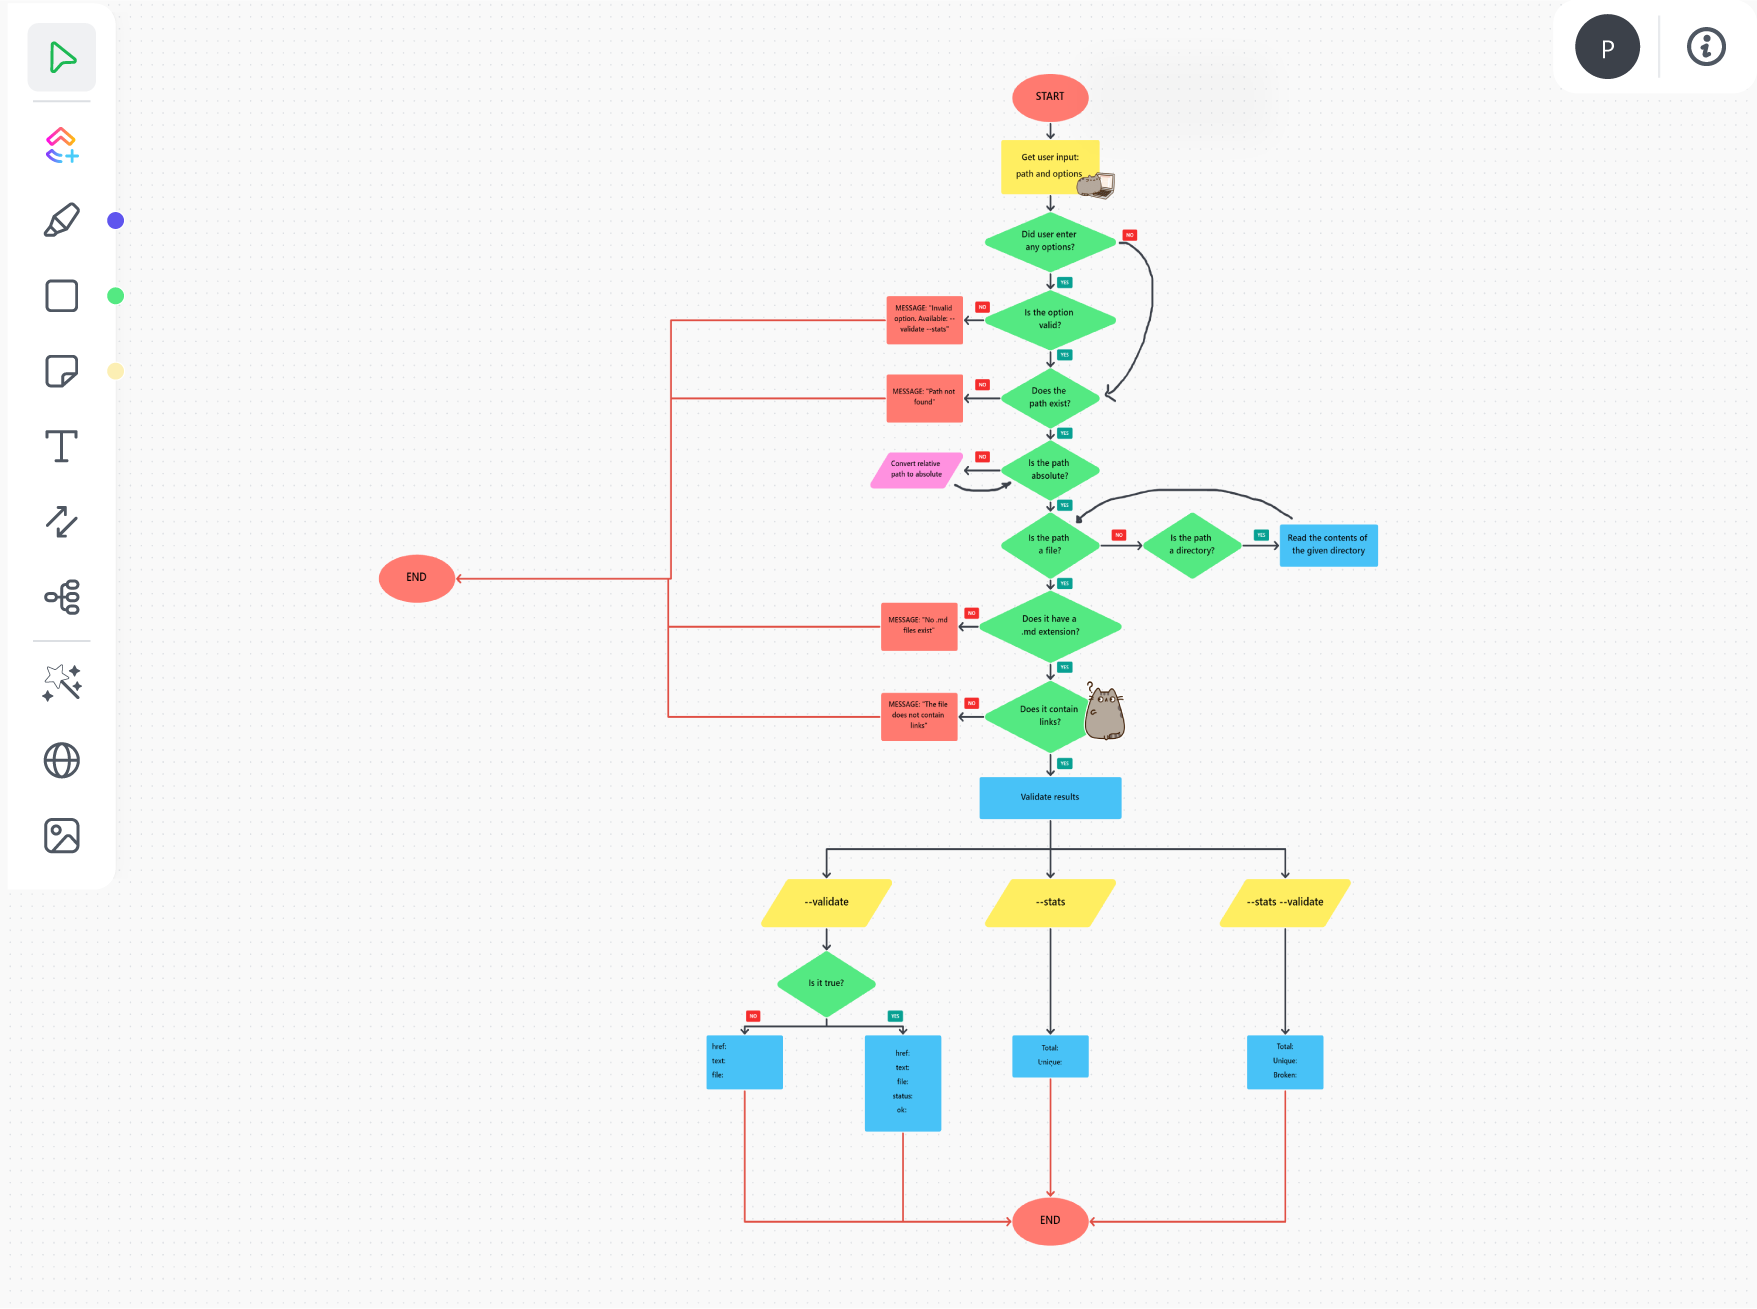 P
START
Get user input:
path and options
Did user enter
any options?
NO
YES
MESSAGE: "Invalid
option. Available: --
validate --stats"
NO
Is the option
valid?
YES
MESSAGE: "Path not
found"
NO
Does the
path exist?
YES
Convert relative
path to absolute
NO
Is the path
absolute?
YES
Is the path
a file?
NO
Is the path
a directory?
YES
Read the contents of
the given directory
END
YES
MESSAGE: "No .md
files exist"
NO
Does it have a
.md extension?
YES
MESSAGE: "The file
does not contain
links"
NO
Does it contain
links?
?
YES
Validate results
--validate
--stats
--stats --validate
Is it true?
NO
YES
href:
text:
file:
href:
text:
file:
status:
ok:
Total:
Unique:
Total:
Unique:
Broken:
END